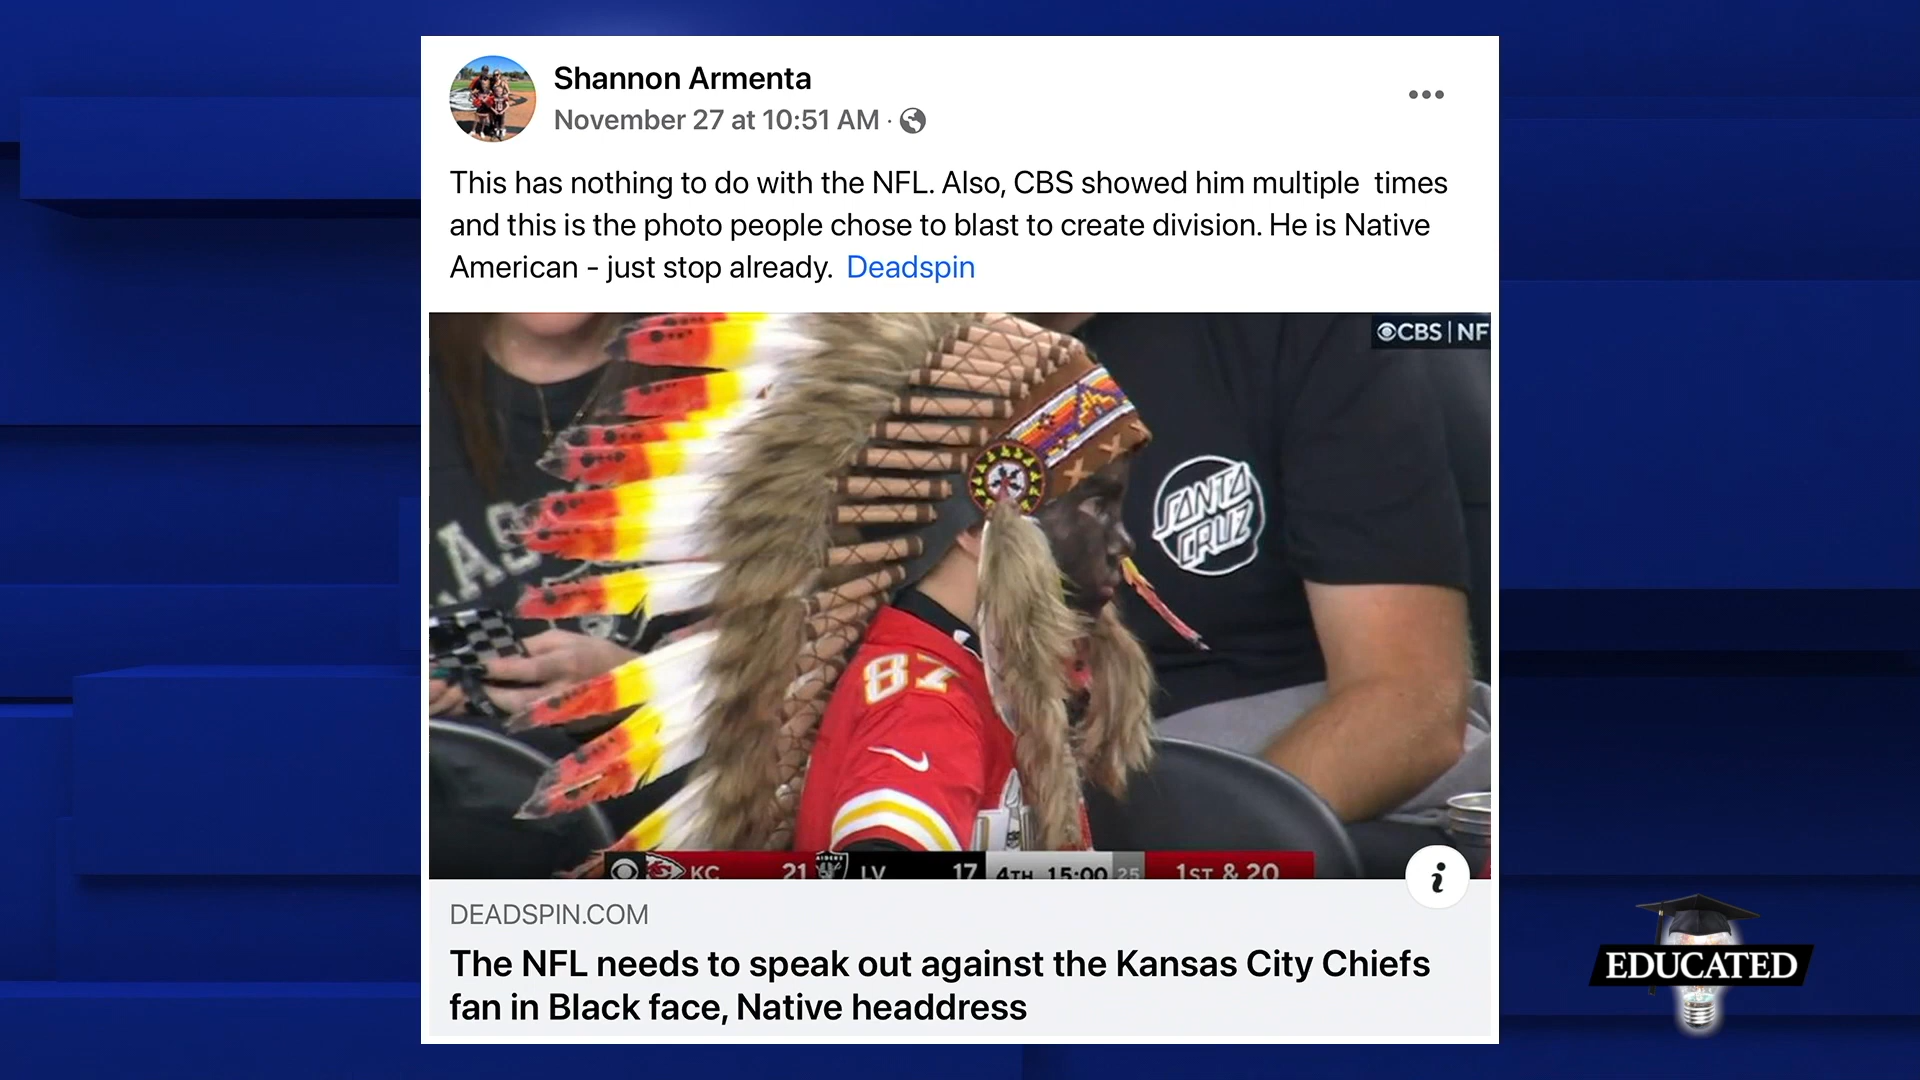 Shannon Armenta
November 27 at 10:51 AM ·
This has nothing to do with the NFL. Also, CBS showed him multiple times
and this is the photo people chose to blast to create division. He is Native
American - just stop already. Deadspin
CBS | NF
AS
SANTA
CRUZ
87
KC 21 RAIDERS LV 17 4TH 15:00 25 1ST & 20
DEADSPIN.COM
The NFL needs to speak out against the Kansas City Chiefs
fan in Black face, Native headdress
EDUCATED